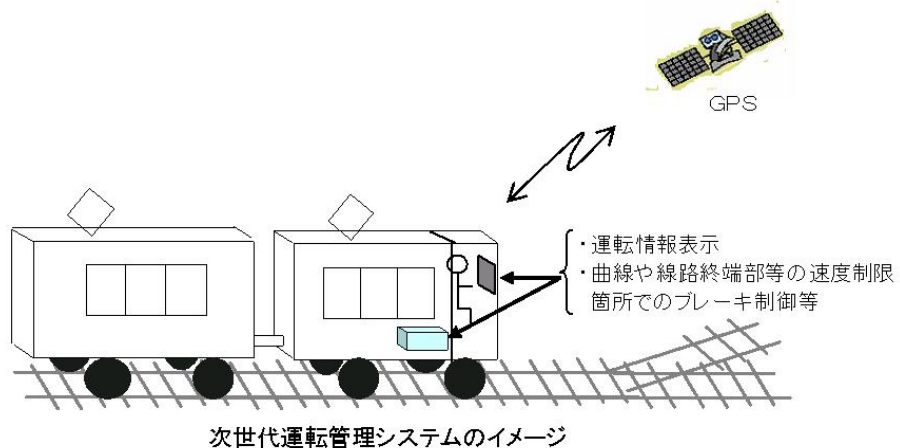 GPS
・運転情報表示
・曲線や線路終端部等の速度制限
箇所でのブレーキ制御等
次世代運転管理システムのイメージ